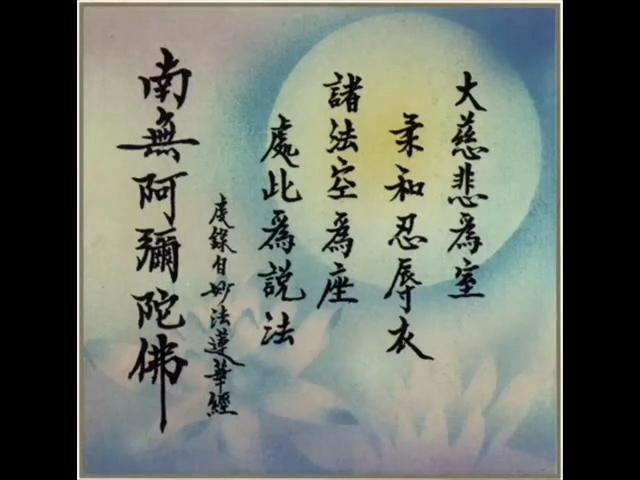 大慈悲為室
柔和忍辱衣
諸法空為座
處此為說法
虔錄自妙法蓮華經
南無阿彌陀佛